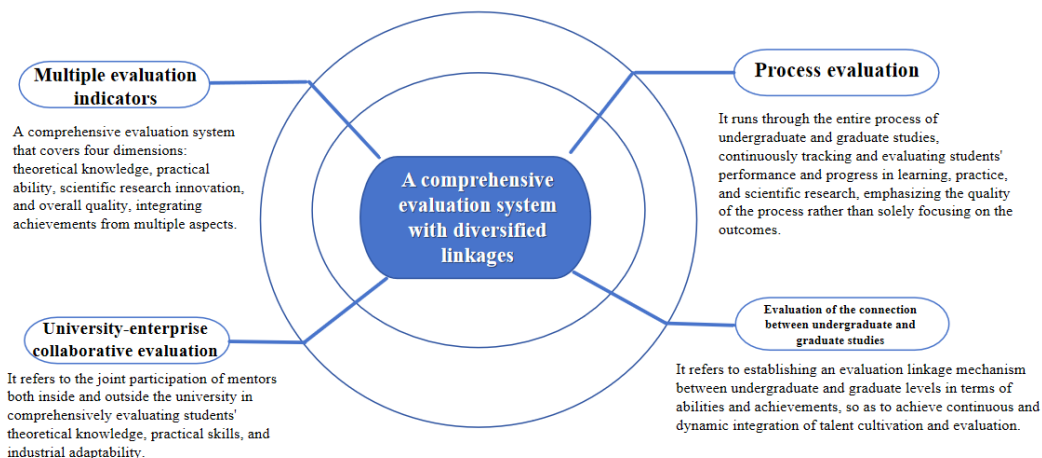 Multiple evaluation
indicators
A comprehensive evaluation system
that covers four dimensions:
theoretical knowledge, practical
ability, scientific research innovation,
and overall quality, integrating
achievements from multiple aspects.
Process evaluation
It runs through the entire process of
undergraduate and graduate studies,
continuously tracking and evaluating students'
performance and progress in learning, practice,
and scientific research, emphasizing the quality
of the process rather than solely focusing on the
outcomes.
A comprehensive
evaluation system
with diversified
linkages
University-enterprise
collaborative evaluation
It refers to the joint participation of mentors
both inside and outside the university in
comprehensively evaluating students'
theoretical knowledge, practical skills, and
industrial adaptability.
Evaluation of the connection
between undergraduate and
graduate studies
It refers to establishing an evaluation linkage mechanism
between undergraduate and graduate levels in terms of
abilities and achievements, so as to achieve continuous and
dynamic integration of talent cultivation and evaluation.